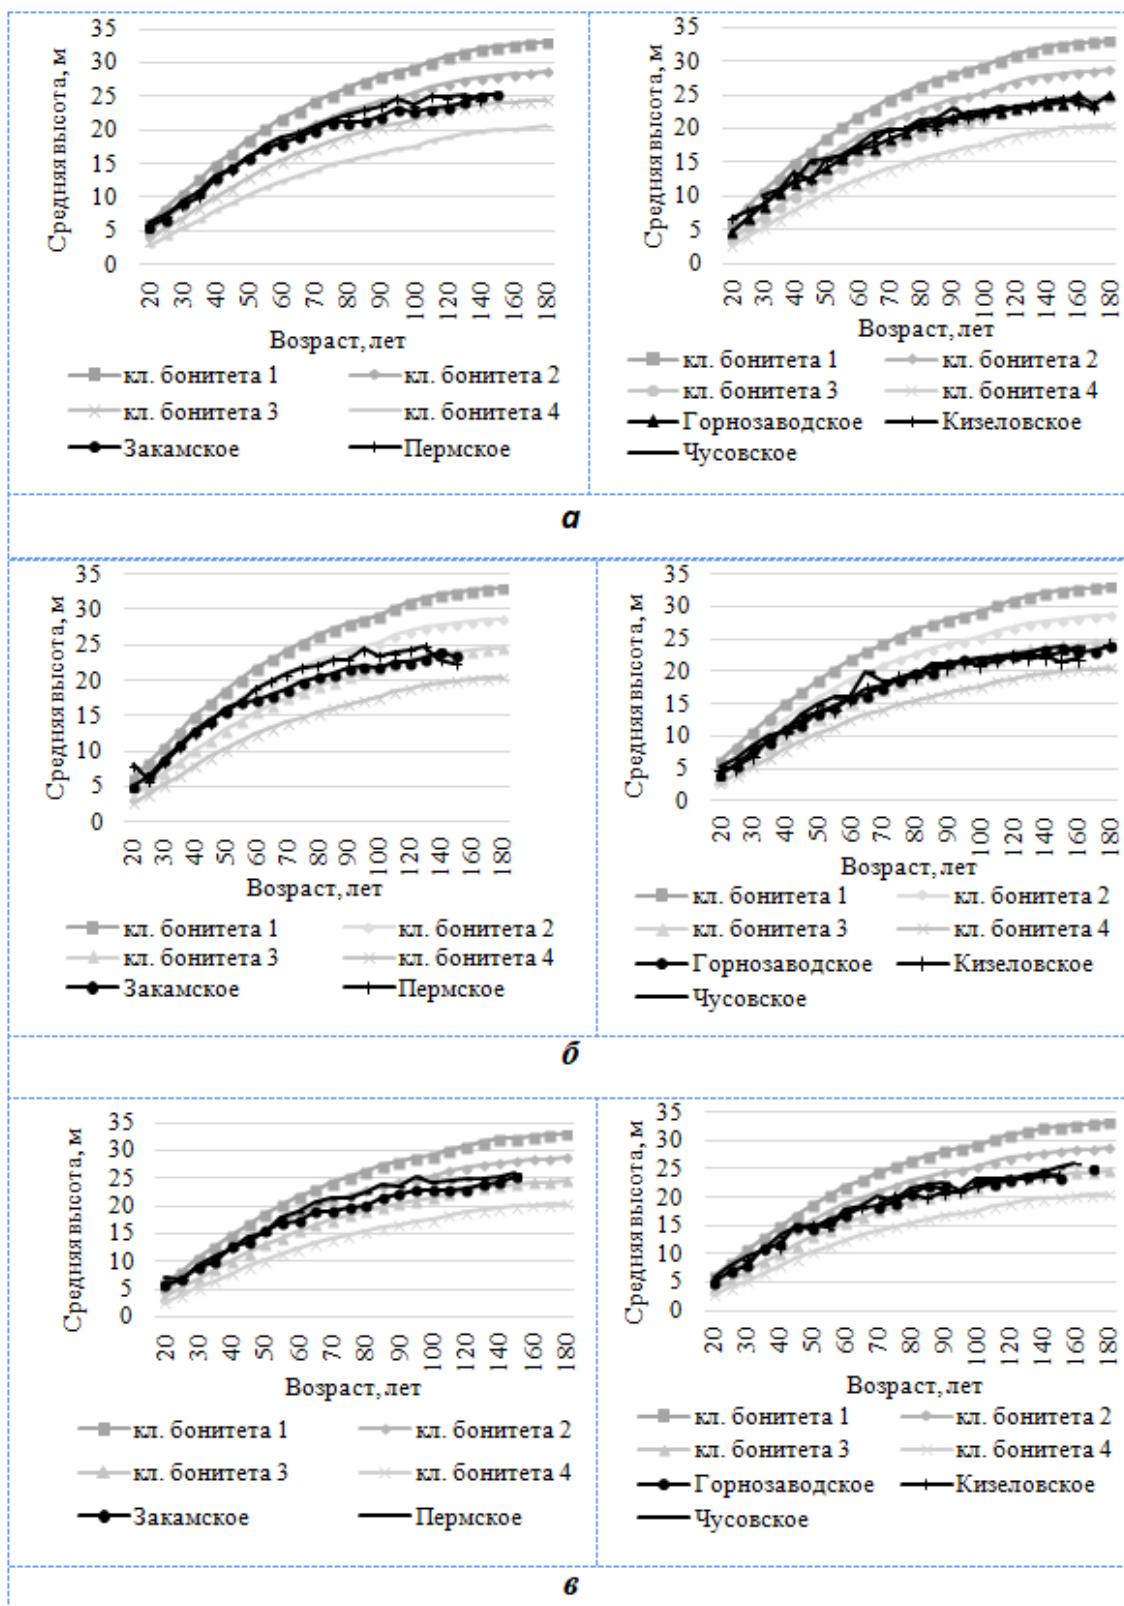 35
30
25
20
15
10
5
0
Средняя высота, м
20 30 40 50 60 70 80 90 100 120 140 160 180
Возраст, лет
кл. бонитета 1 кл. бонитета 2
кл. бонитета 3 кл. бонитета 4
Закамское Пермское
35
30
25
20
15
10
5
0
Средняя высота, м
20 30 40 50 60 70 80 90 100 120 140 160 180
Возраст, лет
кл. бонитета 1 кл. бонитета 2
кл. бонитета 3 кл. бонитета 4
Горнозаводское Кизеловское
Чусовское
а
35
30
25
20
15
10
5
0
Средняя высота, м
20 30 40 50 60 70 80 90 100 120 140 160 180
Возраст, лет
кл. бонитета 1 кл. бонитета 2
кл. бонитета 3 кл. бонитета 4
Закамское Пермское
35
30
25
20
15
10
5
0
Средняя высота, м
20 30 40 50 60 70 80 90 100 120 140 160 180
Возраст, лет
кл. бонитета 1 кл. бонитета 2
кл. бонитета 3 кл. бонитета 4
Горнозаводское Кизеловское
Чусовское
б
35
30
25
20
15
10
5
0
Средняя высота, м
20 30 40 50 60 70 80 90 100 120 140 160 180
Возраст, лет
кл. бонитета 1 кл. бонитета 2
кл. бонитета 3 кл. бонитета 4
Закамское Пермское
35
30
25
20
15
10
5
0
Средняя высота, м
20 30 40 50 60 70 80 90 100 120 140 160 180
Возраст, лет
кл. бонитета 1 кл. бонитета 2
кл. бонитета 3 кл. бонитета 4
Горнозаводское Кизеловское
Чусовское
в